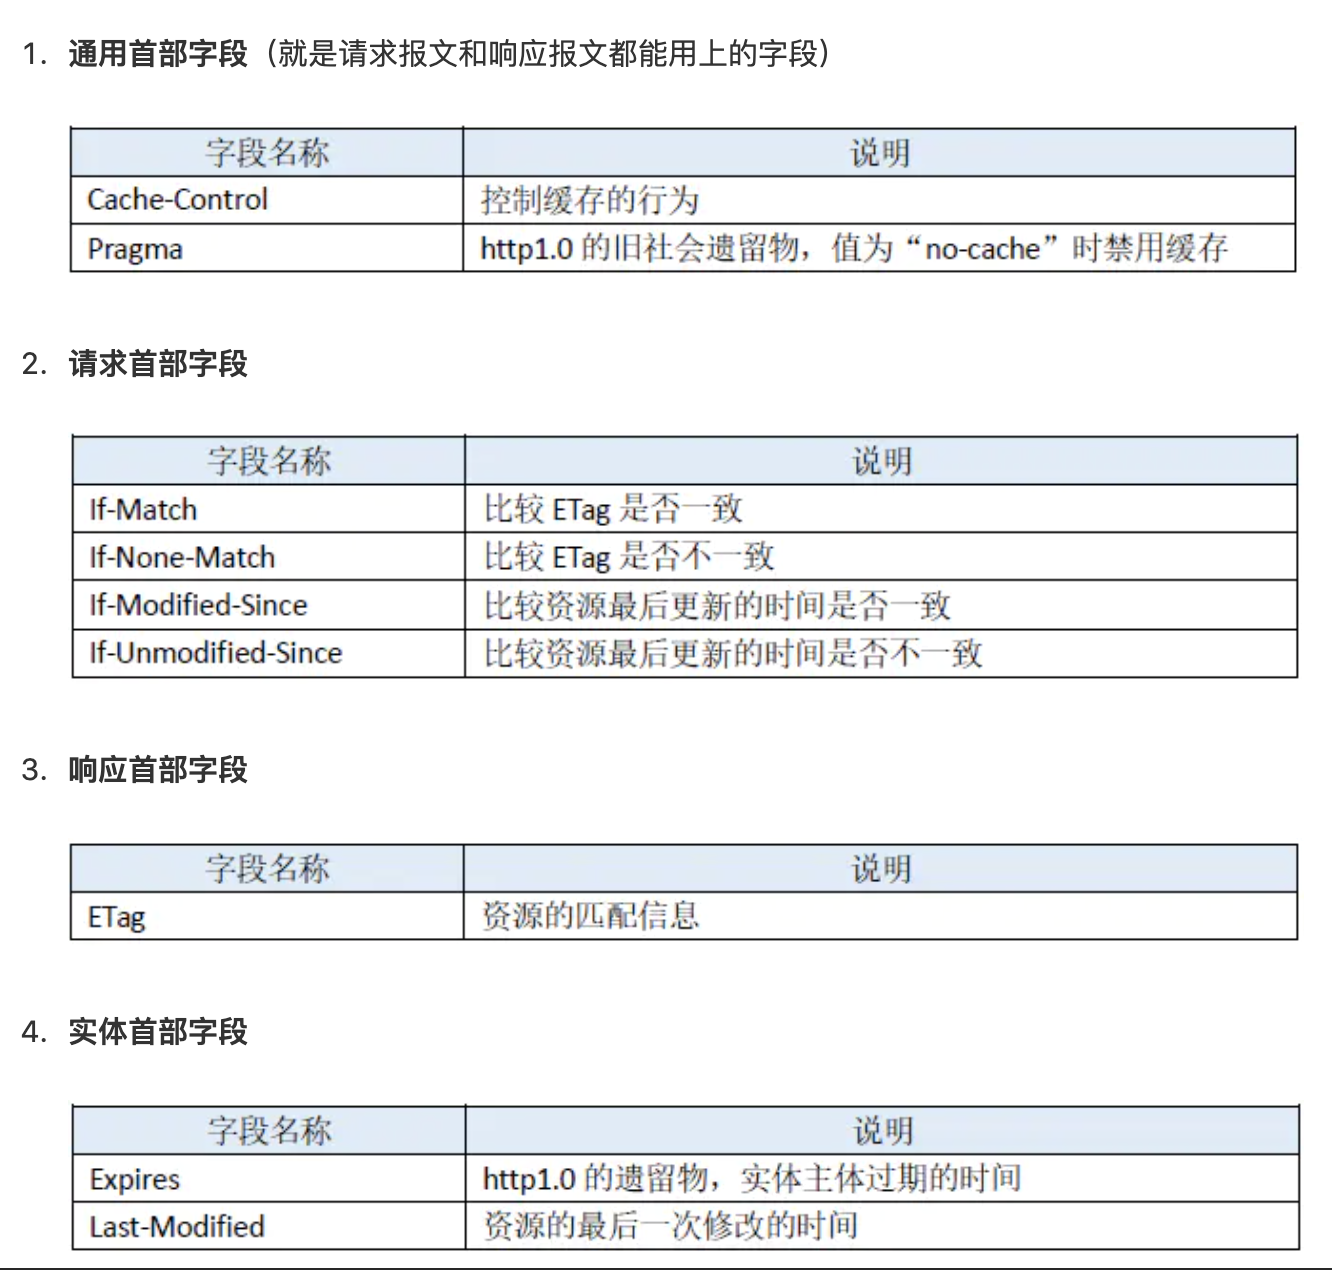 1. 通用首部字段（就是请求报文和响应报文都能用上的字段）
字段名称 说明
Cache-Control 控制缓存的行为
Pragma http1.0 的旧社会遗留物，值为“no-cache”时禁用缓存
2. 请求首部字段
字段名称 说明
If-Match 比较 ETag 是否一致
If-None-Match 比较 ETag 是否不一致
If-Modified-Since 比较资源最后更新的时间是否一致
If-Unmodified-Since 比较资源最后更新的时间是否不一致
3. 响应首部字段
字段名称 说明
ETag 资源的匹配信息
4. 实体首部字段
字段名称 说明
Expires http1.0 的遗留物，实体主体过期的时间
Last-Modified 资源的最后一次修改的时间